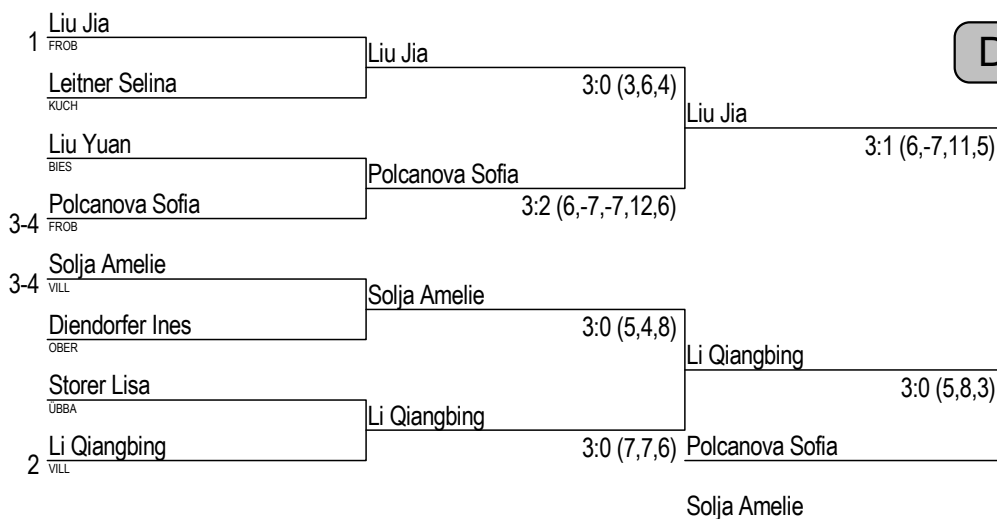 1 Liu Jia
FROB
Liu Jia
D
Leitner Selina
3:0 (3,6,4)
KUCH
Liu Jia
Liu Yuan
3:1 (6,-7,11,5)
BIES
Polcanova Sofia
3-4 Polcanova Sofia
3:2 (6,-7,-7,12,6)
FROB
3-4 Solja Amelie
VILL
Solja Amelie
Diendorfer Ines
3:0 (5,4,8)
OBER
Li Qiangbing
Storer Lisa
3:0 (5,8,3)
ÜBBA
Li Qiangbing
2 Li Qiangbing
3:0 (7,7,6)
Polcanova Sofia
VILL
Solja Amelie